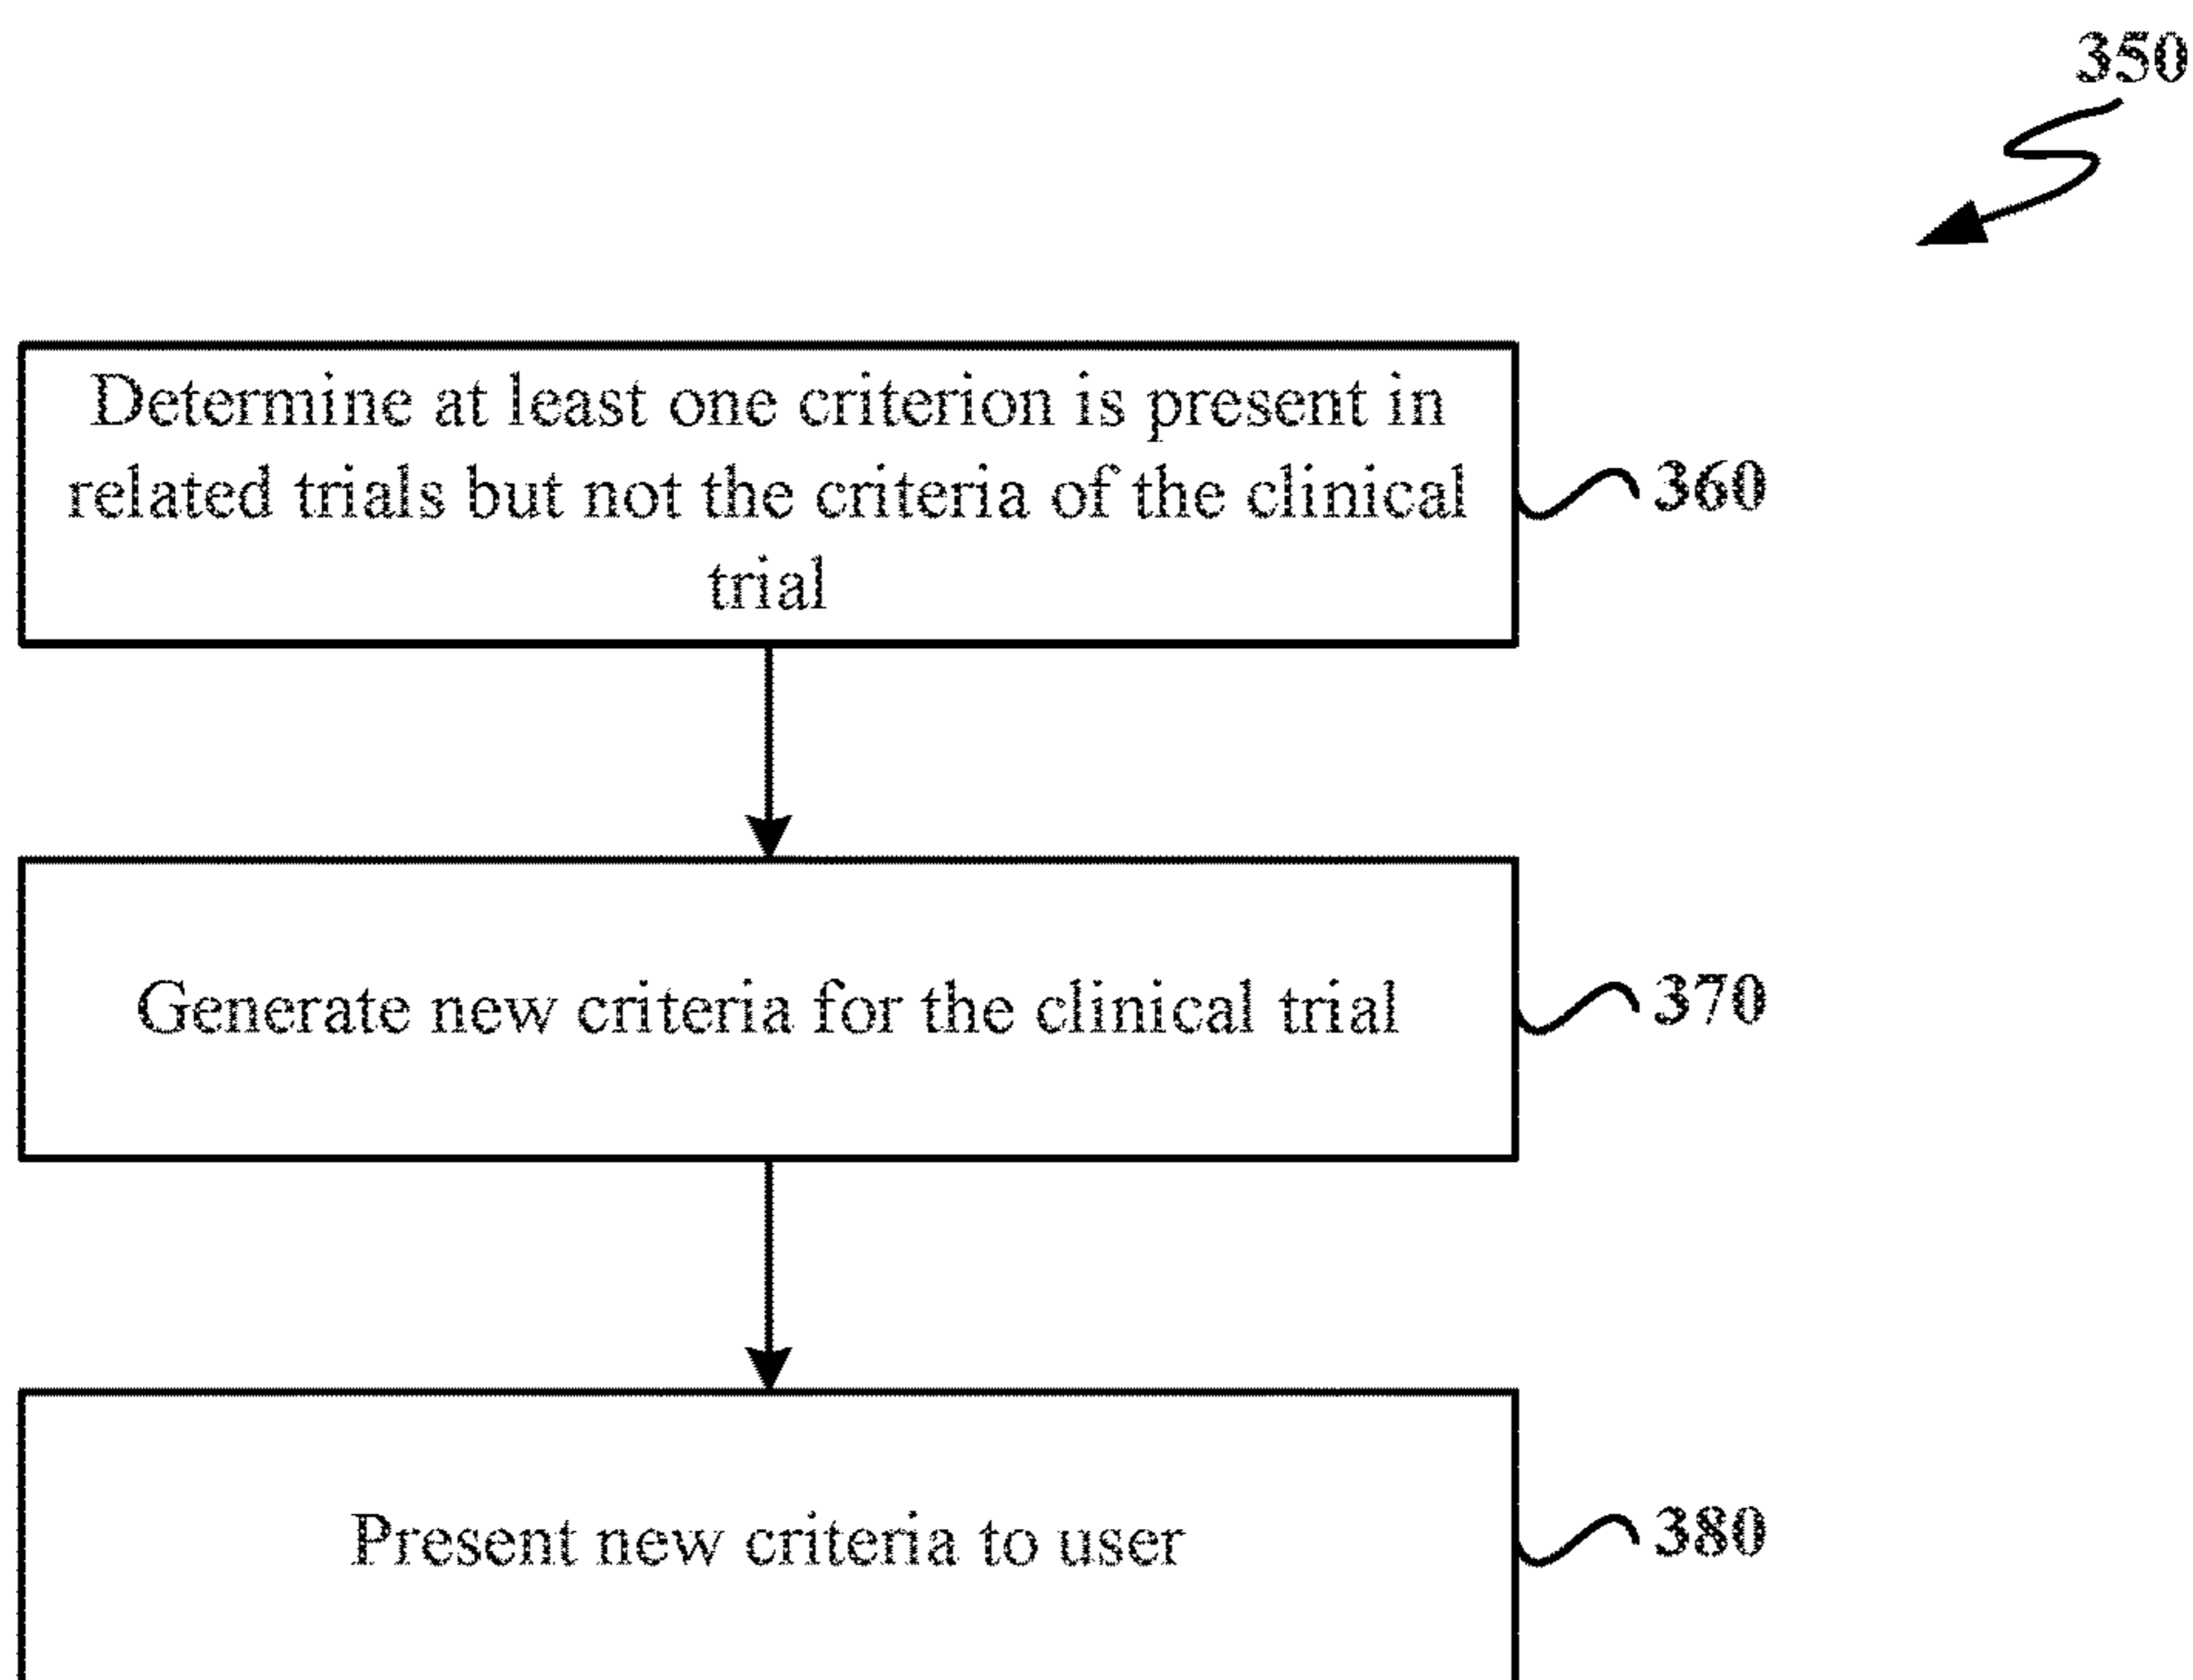 350
Determine at least one criterion is present in
related trials but not the criteria of the clinical
trial
360
Generate new criteria for the clinical trial
370
Present new criteria to user
380